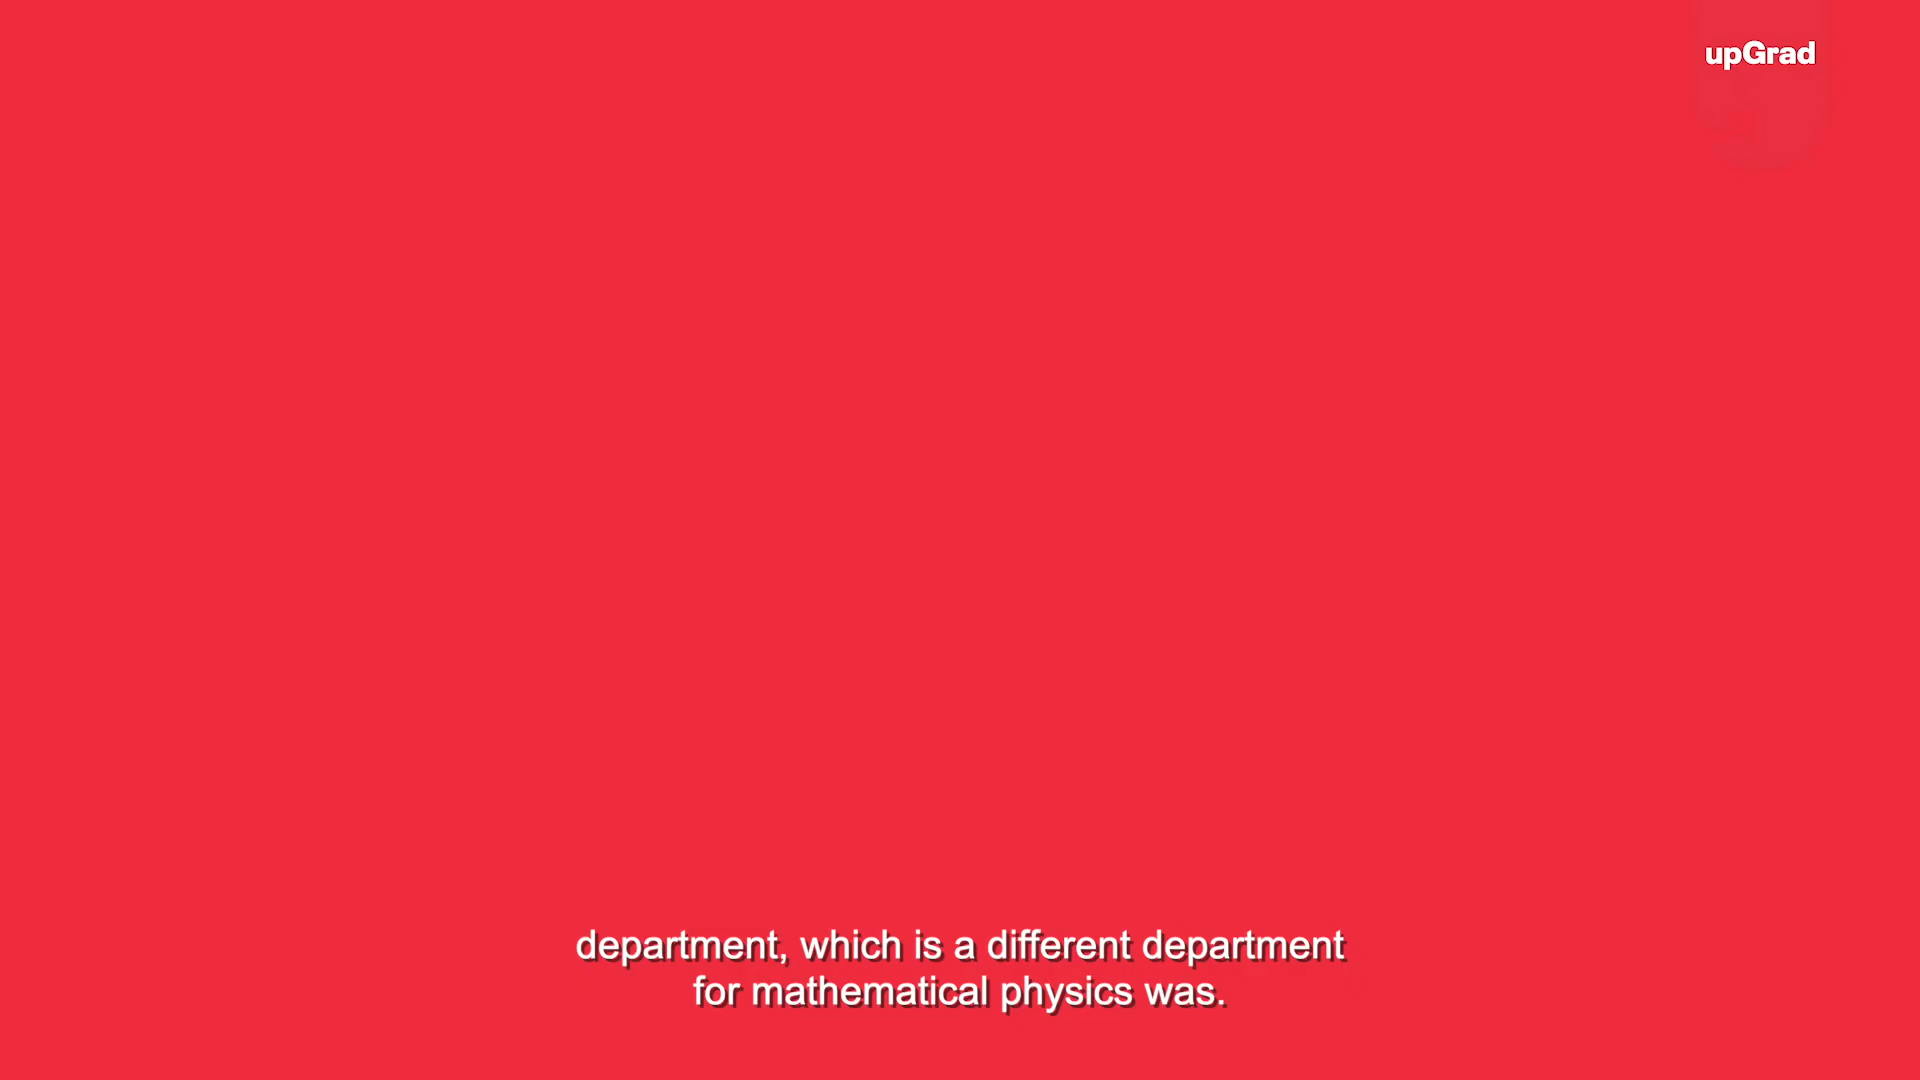 upGrad
department, which is a different department
for mathematical physics was.